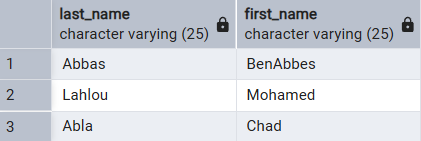 last_name first_name
character varying (25) character varying (25)
1 Abbas BenAbbes
2 Lahlou Mohamed
3 Abla Chad